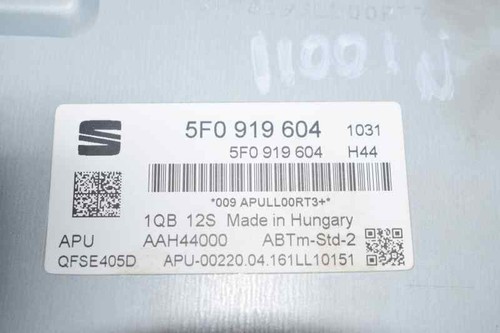 5F0 919 604 1031
5F0 919 604 H44
*009 APULL00RT3+*
1QB 12S Made in Hungary
APU AAH44000 ABTm-Std-2
QFSE405D APU-00220.04.161LL10151